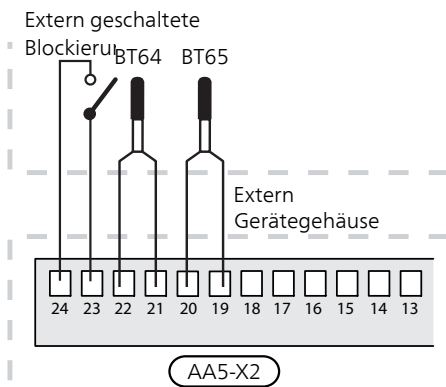 Extern geschaltete
Blockierur
BT64 BT65
Extern
Gerätegehäuse
24 23 22 21 20 19 18 17 16 15 14 13
AA5-X2